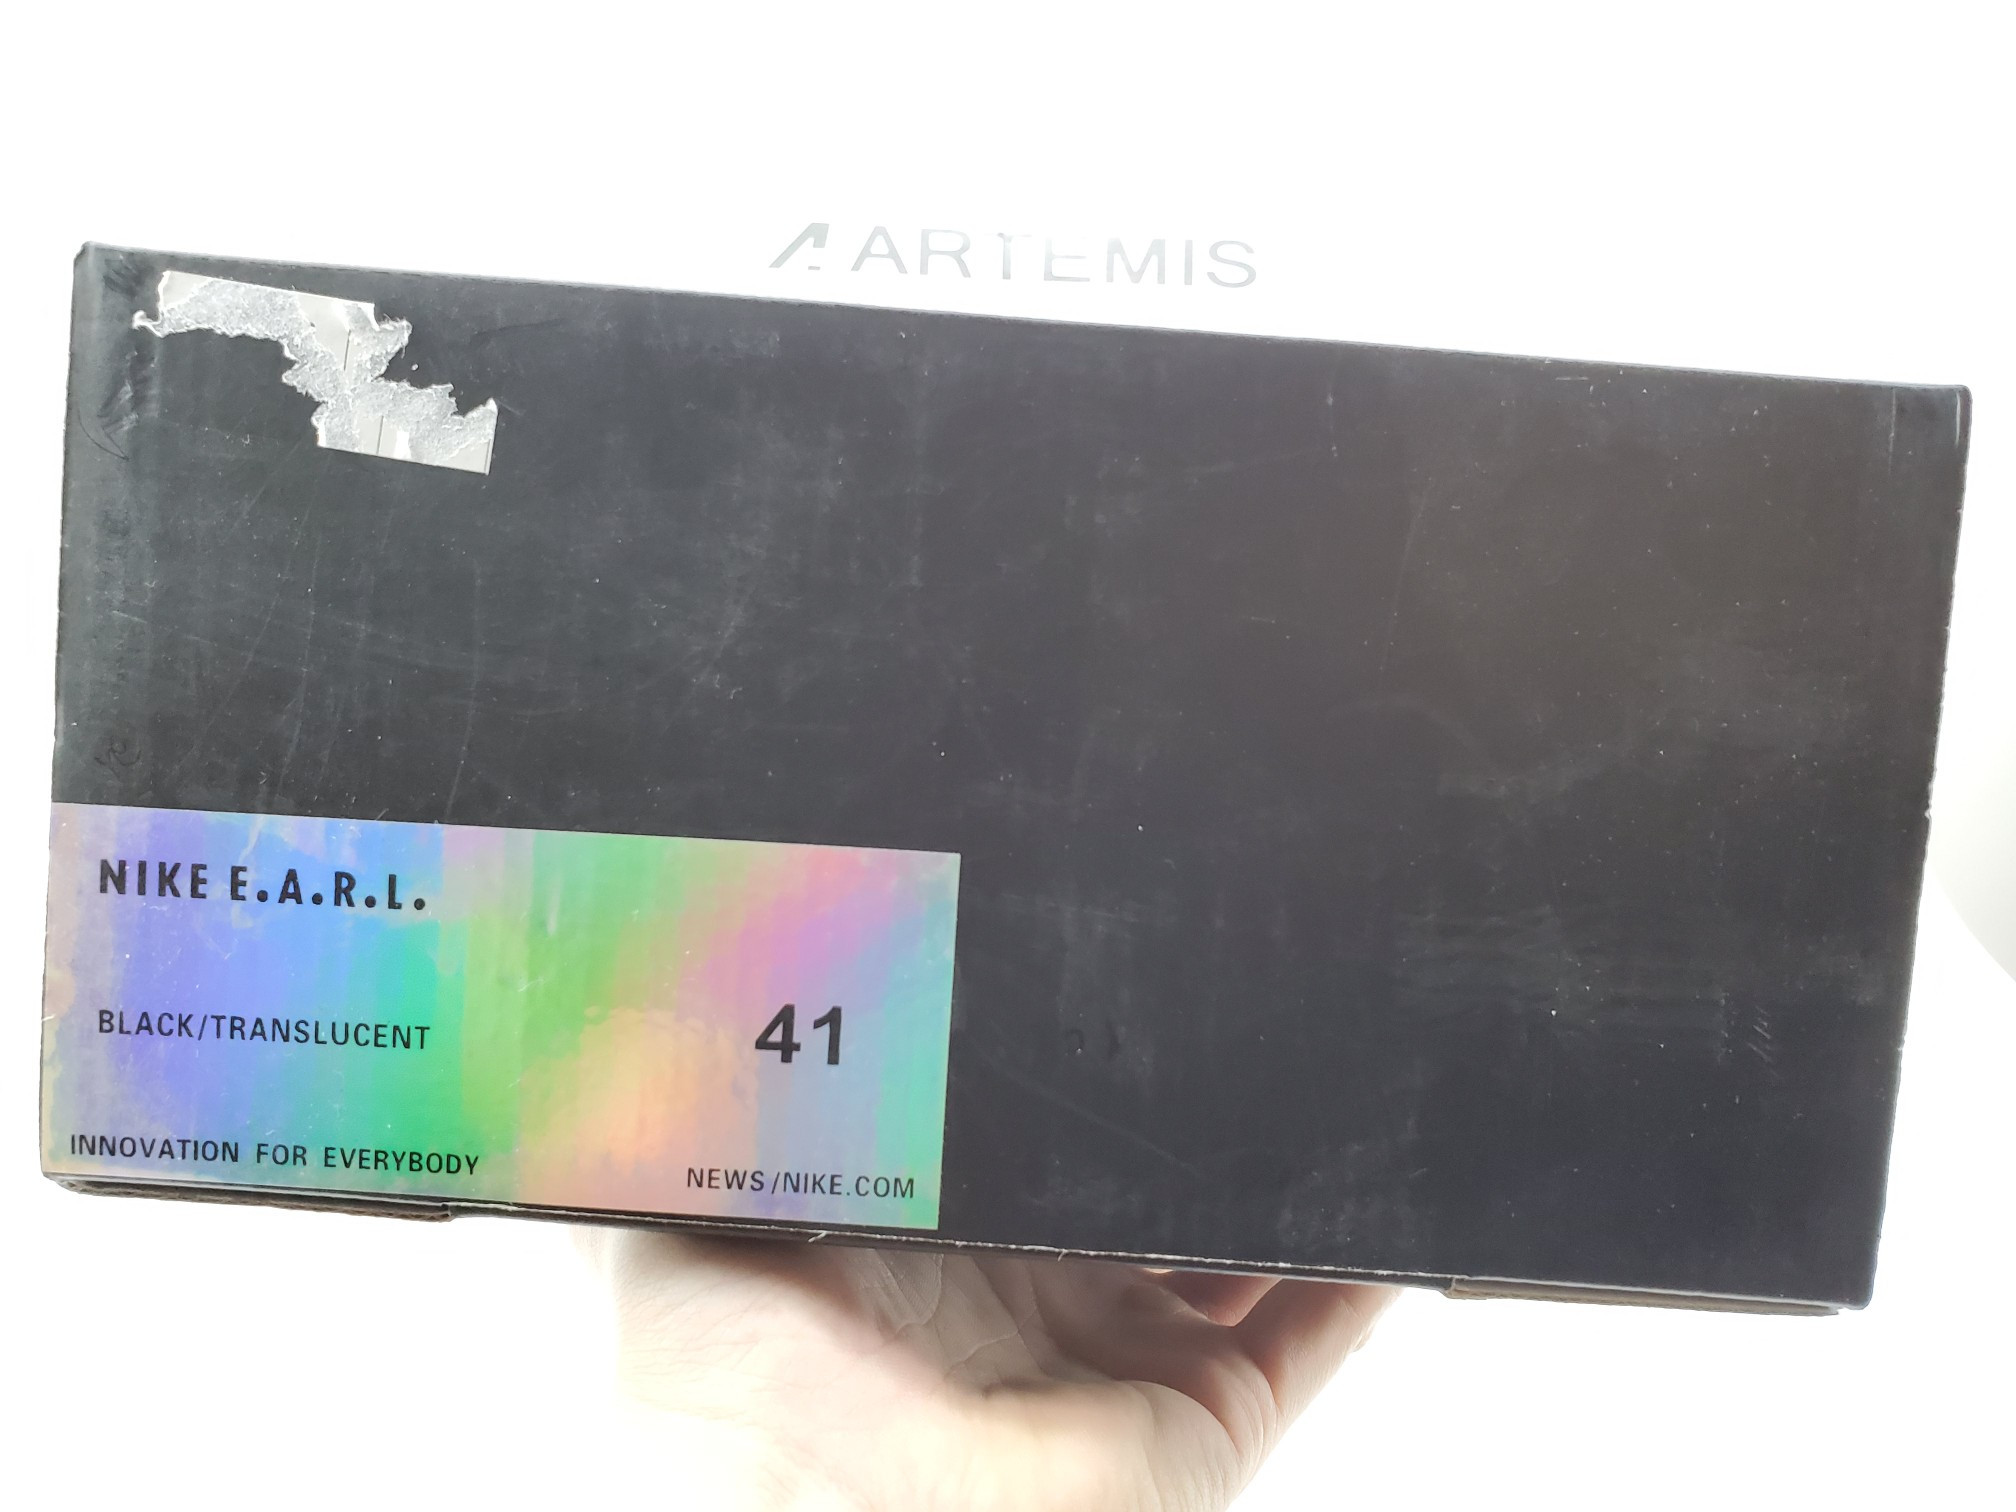 ARTEMIS
NIKE E.A.R.L.
BLACK/TRANSLUCENT
41
INNOVATION FOR EVERYBODY
NEWS/NIKE.COM